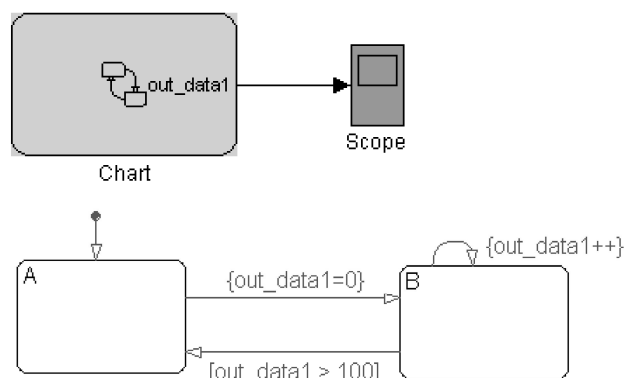 out_data1
Scope
Chart
A
{out_data1=0}
B
{out_data1++}
[out_data1 > 100]